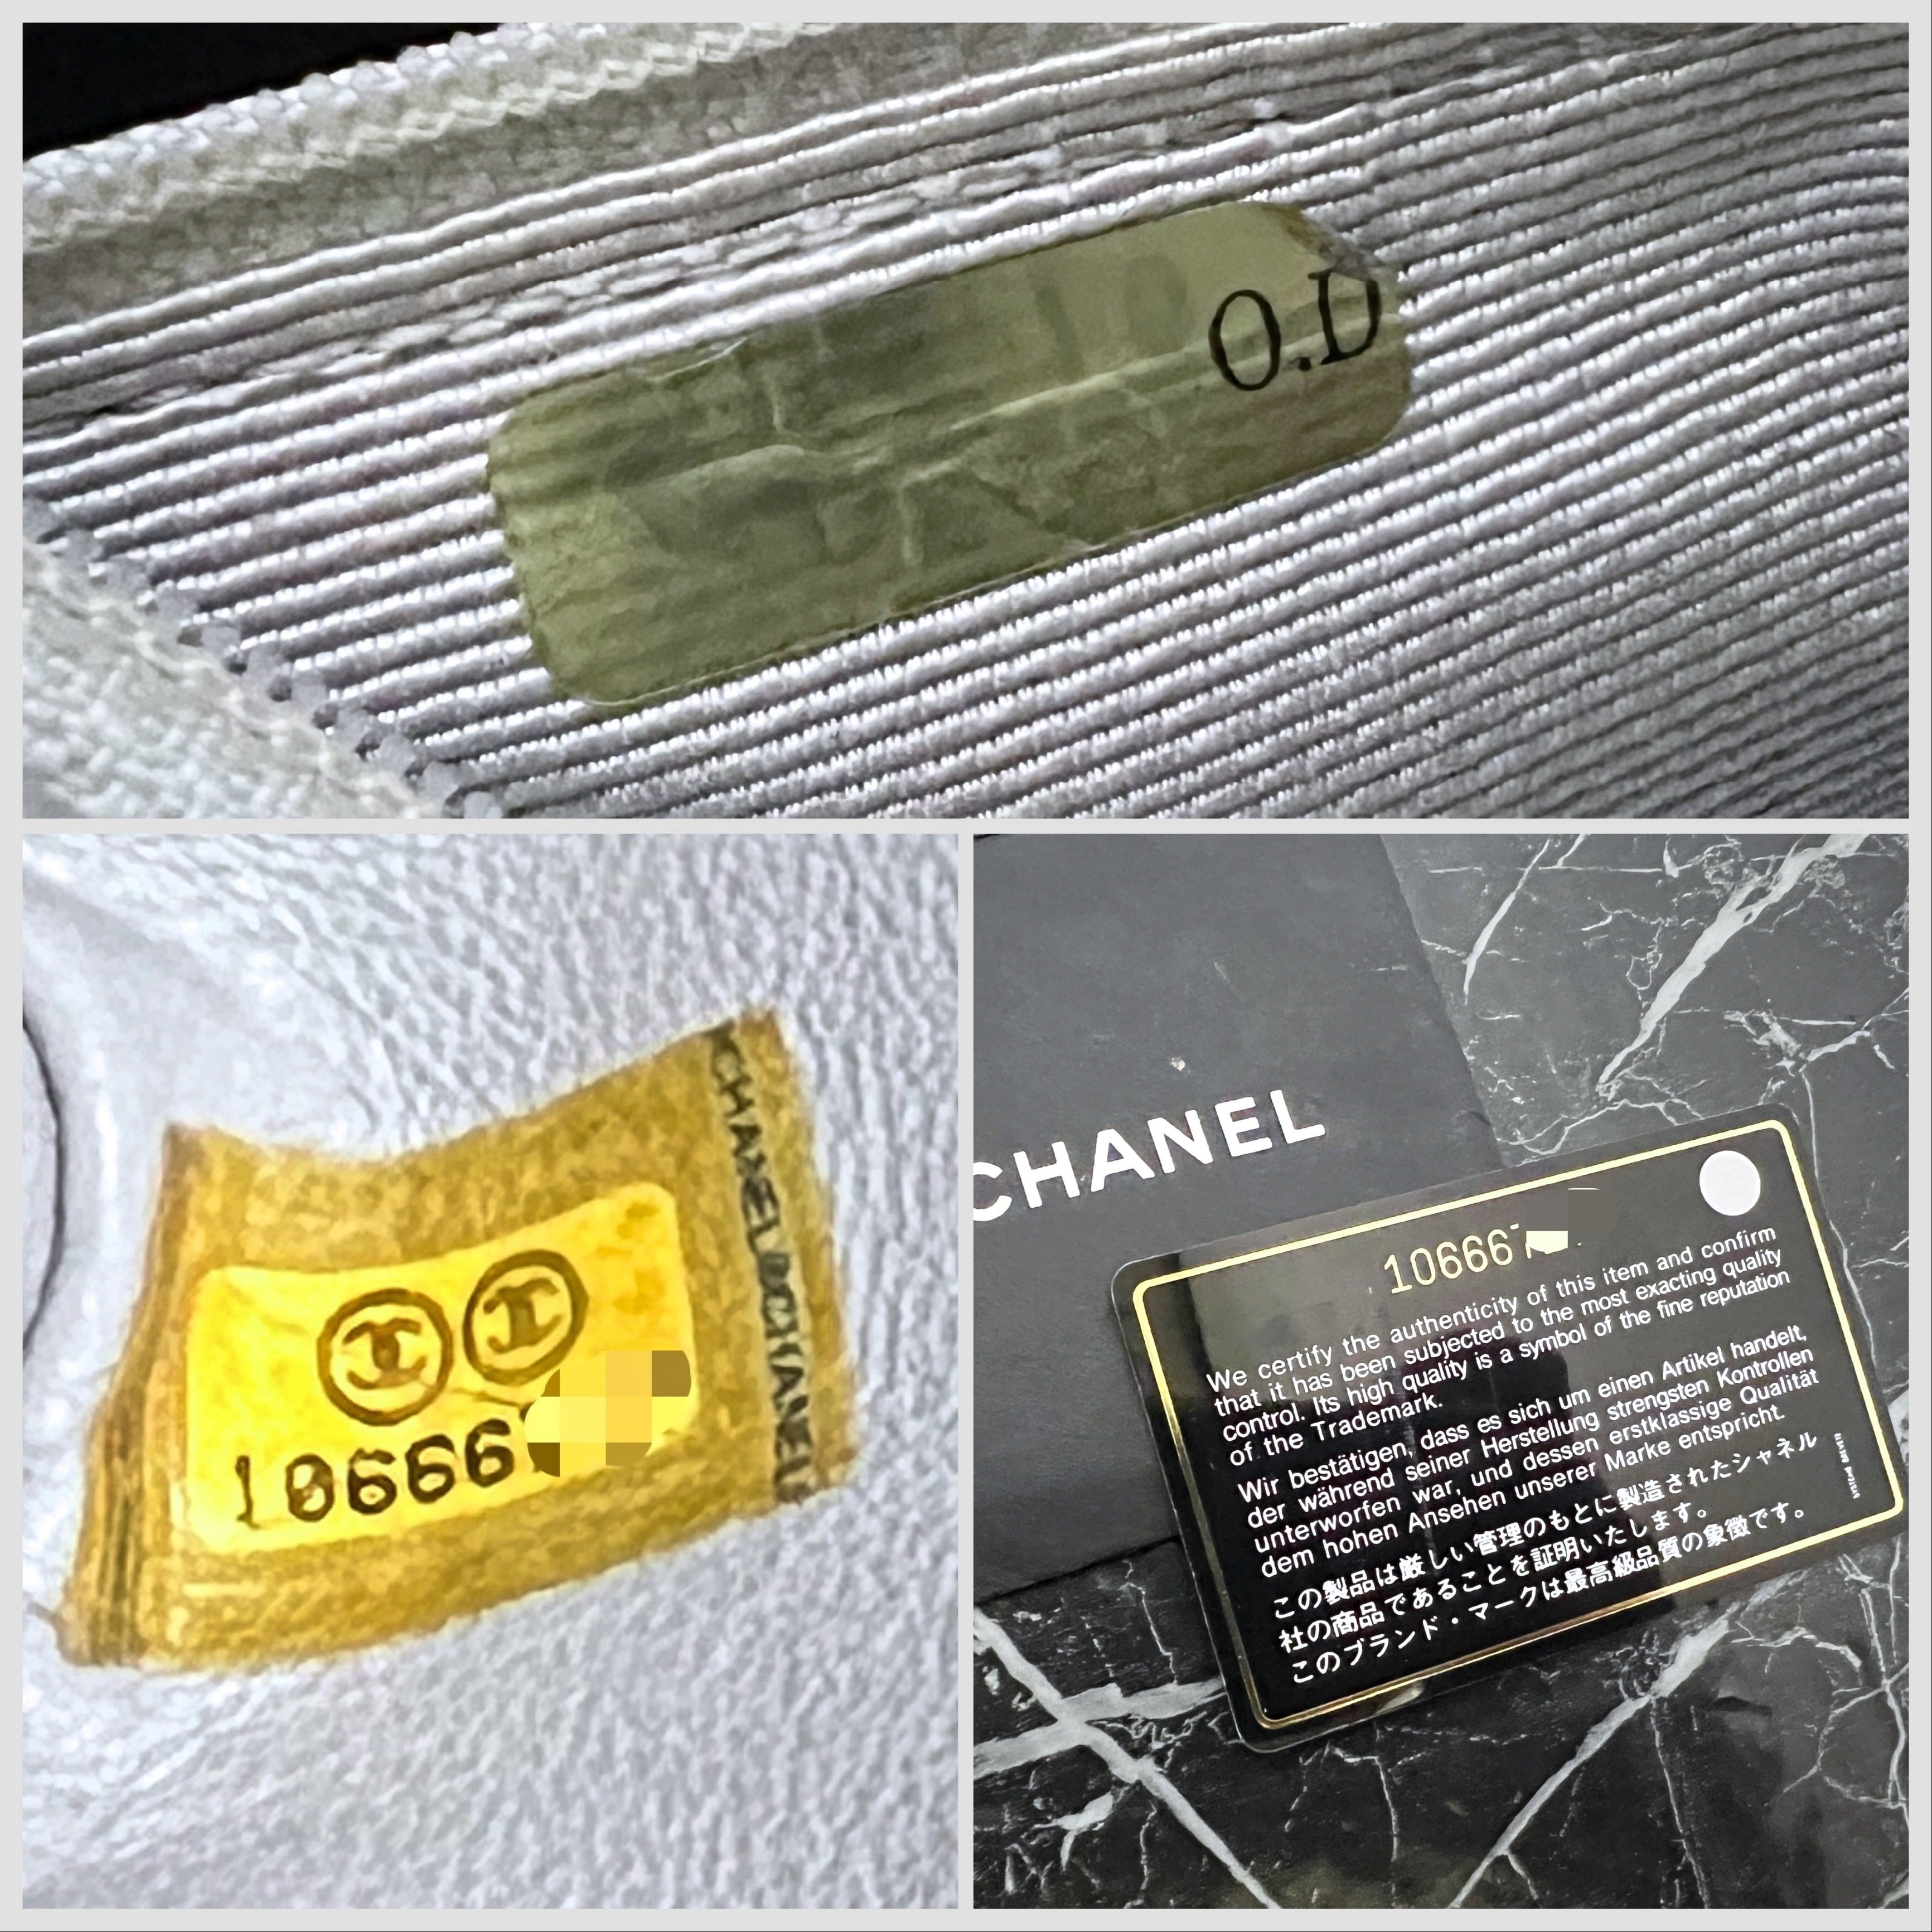 O.D
CHANELⓇCHANEL
106667
CHANEL
106667
We certify the authenticity of this item and confirm
that it has been subjected to the most exacting quality
control. Its high quality is a symbol of the fine reputation
of the Trademark.
Wir bestätigen, dass es sich um einen Artikel handelt,
der während seiner Herstellung strengsten Kontrollen
unterworfen war, und dessen erstklassige Qualität
dem hohen Ansehen unserer Marke entspricht.
この製品は厳しい管理のもとに製造されたシャネル
社の商品であることを証明いたします。
このブランド・マークは最高級品質の象徴です。